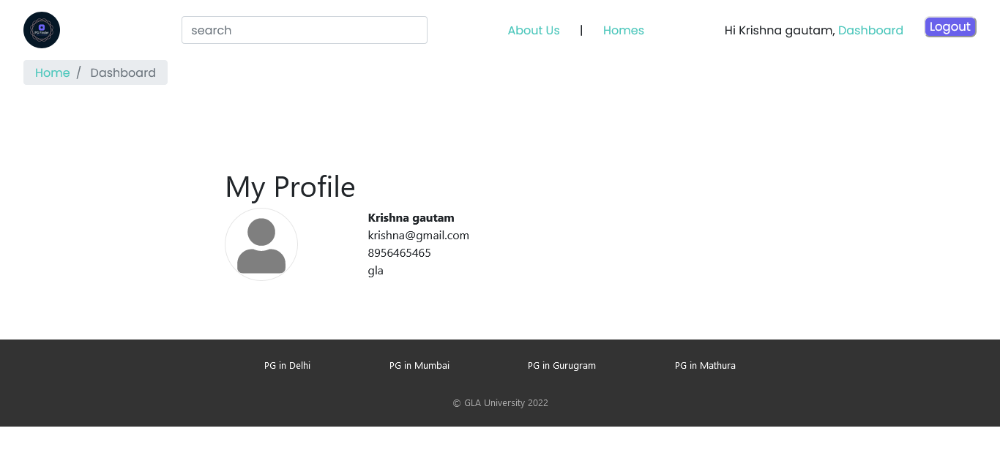 PG Finder
search
About Us | Homes
Hi Krishna gautam, Dashboard
Logout
Home / Dashboard
My Profile
Krishna gautam
krishna@gmail.com
8956465465
gla
PG in Delhi
PG in Mumbai
PG in Gurugram
PG in Mathura
© GLA University 2022